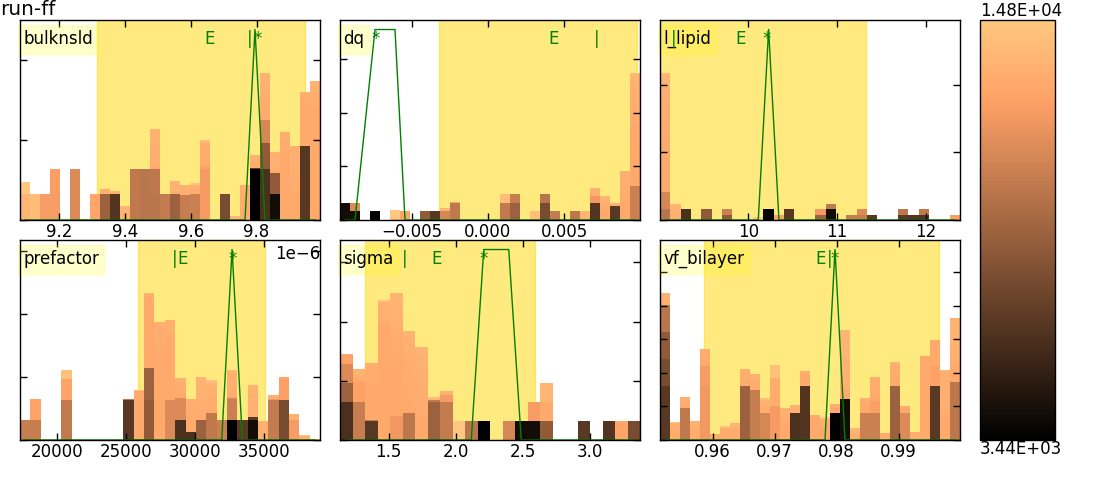 run-ff
1.48E+04
bulknsld E |*
dq * E |
l_lipid E *
9.2 9.4 9.6 9.8
−0.005 0.000 0.005
10 11 12
prefactor |E * 1e−6
sigma | E *
vf_bilayer E|*
20000 25000 30000 35000
1.5 2.0 2.5 3.0
0.96 0.97 0.98 0.99
3.44E+03